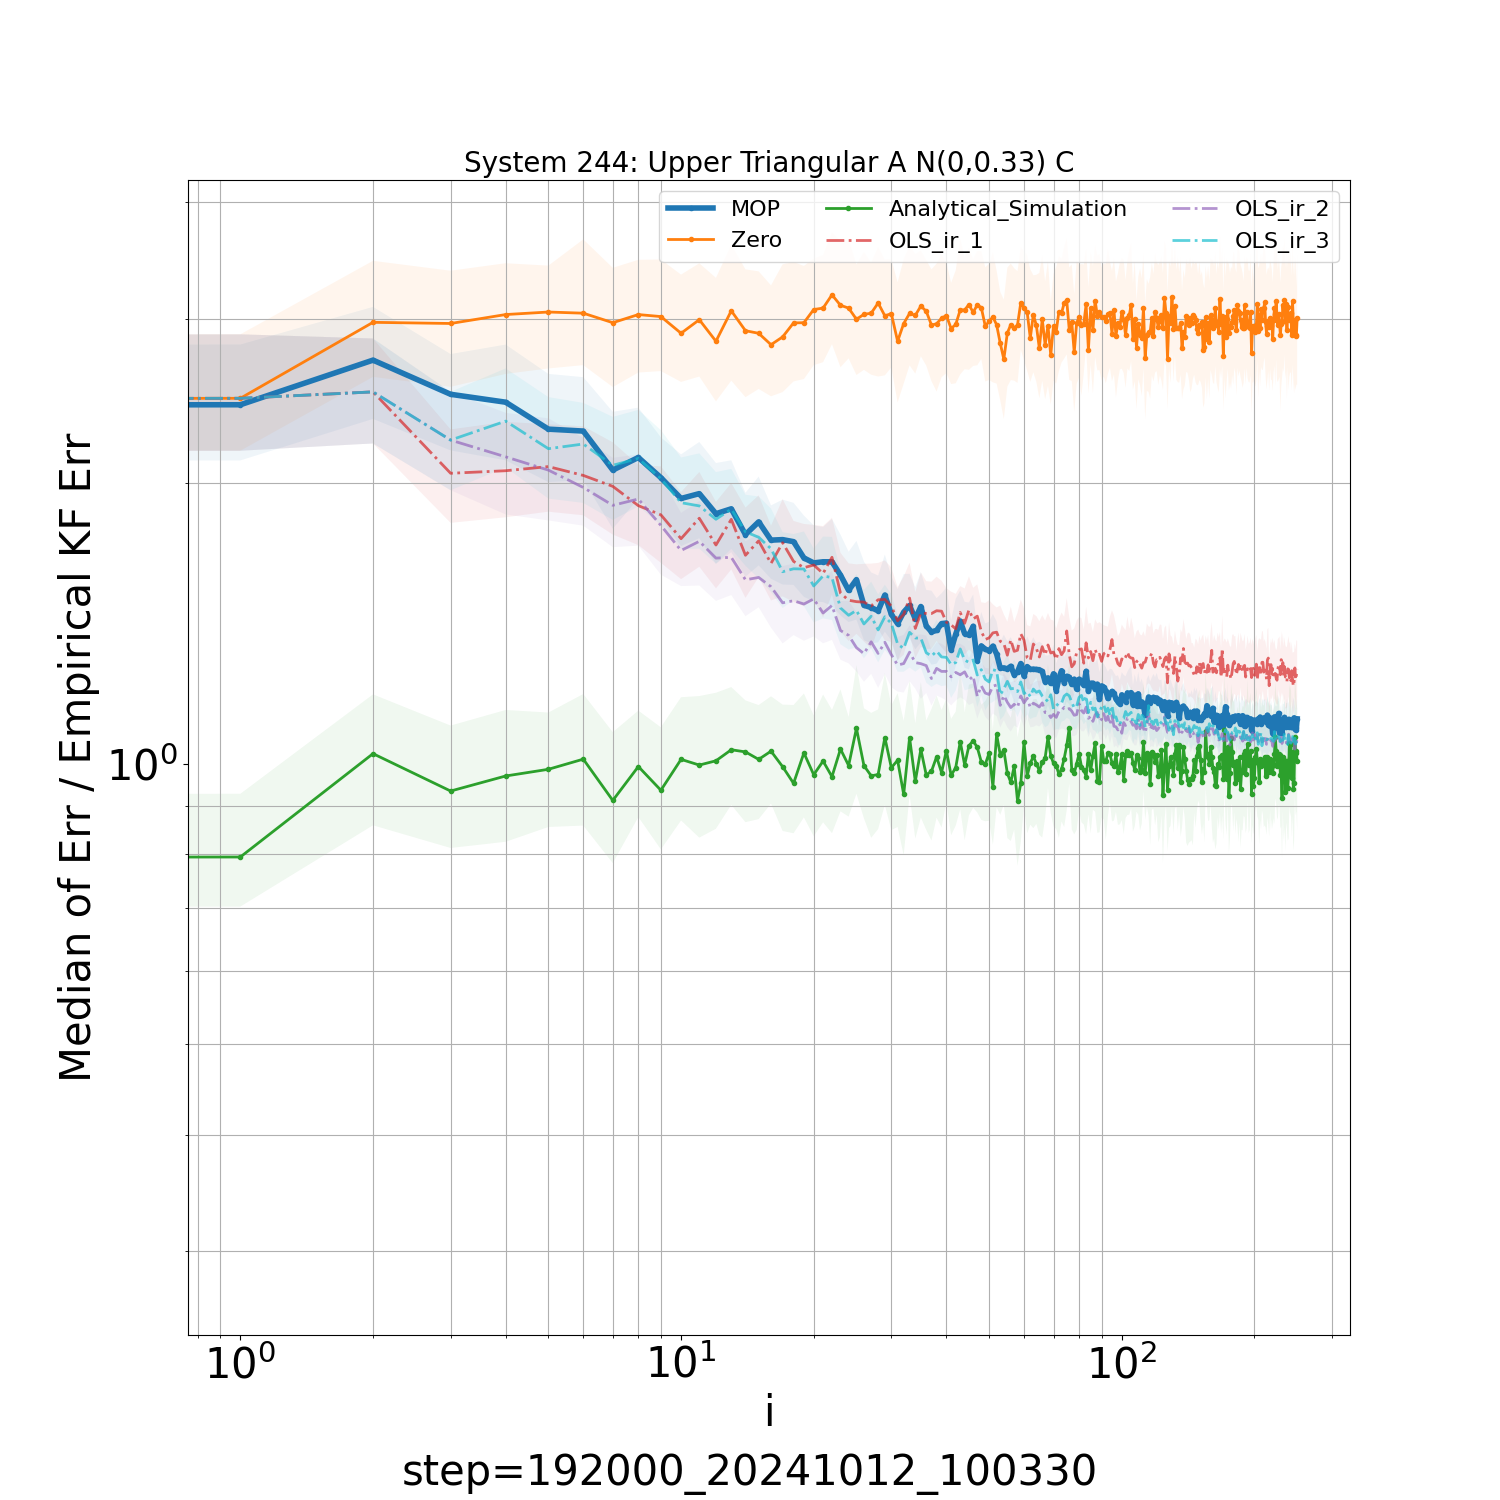 System 244: Upper Triangular A N(0,0.33) C
MOP
Zero
Analytical_Simulation
OLS_ir_1
OLS_ir_2
OLS_ir_3
Median of Err / Empirical KF Err
10⁰
10⁰ 10¹ 10²
i
step=192000_20241012_100330